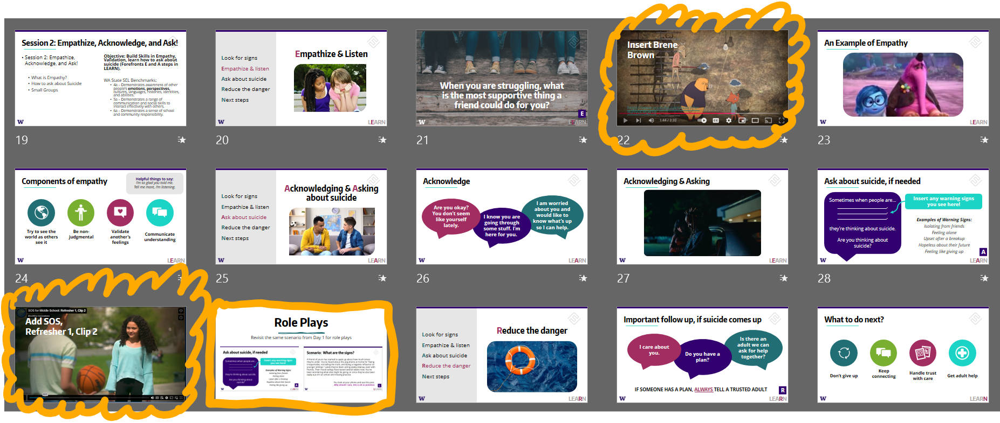 Session 2: Empathize, Acknowledge, and Ask!
• Session 2: Empathize,
Acknowledge, and Ask!
• What is Empathy?
• How to ask about Suicide
• Small Groups
Objective: Build Skills in Empathy,
Validation, learn how to ask about
suicide (Forefronts E and A steps in
LEARN).
WA State SEL Benchmarks:
• 4a – Demonstrates awareness of other
people's emotions, perspectives,
cultures, languages, histories, identities,
and abilities.
• 5a – Demonstrates a range of
communication and social skills to
interact effectively with others.
• 6a – Demonstrates a sense of school
and community responsibility.
W
19
Look for signs
Empathize & listen
Ask about suicide
Reduce the danger
Next steps
Empathize & Listen
W
LEARN
20
When you are struggling, what
is the most supportive thing a
friend could do for you?
E
W
LEARN
21
Insert Brene
Brown
1:44 / 2:32
22
An Example of Empathy
W
LEARN
23
Components of empathy
Helpful things to say:
I'm so glad you told me.
Tell me more, I'm listening.
Try to see the
world as others
see it
Be non-
judgmental
Validate
another's
feelings
Communicate
understanding
W
LEARN
24
Look for signs
Empathize & listen
Ask about suicide
Reduce the danger
Next steps
Acknowledging & Asking
about suicide
W
LEARN
25
Acknowledge
Are you okay?
You don't seem
like yourself
lately.
I know you are
going through
some stuff. I'm
here for you.
I am worried
about you and
would like to
know what's up
so I can help.
W
LEARN
26
Acknowledging & Asking
W
LEARN
27
Ask about suicide, if needed
Sometimes when people are...
they're thinking about suicide.
Are you thinking about
suicide?
Insert any warning signs
you see here!
Examples of Warning Signs:
Isolating from friends
Feeling alone
Upset after a breakup
Hopeless about their future
Feeling like giving up
A
W
LEARN
28
SOS for Middle School: Refresher 1, Clip 2
Add SOS,
Refresher 1, Clip 2
Role Plays
Revisit the same scenario from Day 1 for role plays
Ask about suicide, if needed
Sometimes when people are...
they're thinking about suicide.
Are you thinking about
suicide?
Insert any warning signs
you see here!
Examples of Warning Signs:
Isolating from friends
Feeling alone
Upset after a breakup
Hopeless about their future
Feeling like giving up
A
Scenario: What are the signs?
L
Look for signs
Empathize & listen
Ask about suicide
Reduce the danger
Next steps
Reduce the danger
W
LEARN
Important follow up, if suicide comes up
I care about
you.
Do you have a
plan?
Is there an
adult we can
ask for help
together?
IF SOMEONE HAS A PLAN, ALWAYS TELL A TRUSTED ADULT
R
W
LEARN
What to do next?
Don't give up
Keep
connecting
Handle trust
with care
Get adult help
W
LEARN